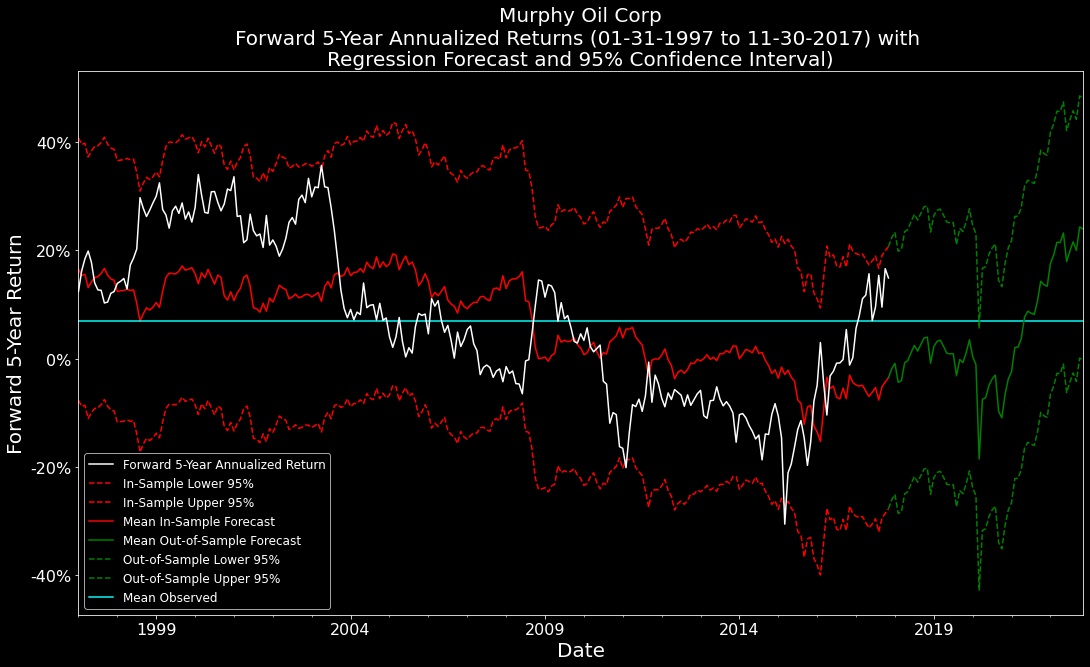 Murphy Oil Corp
Forward 5-Year Annualized Returns (01-31-1997 to 11-30-2017) with
Regression Forecast and 95% Confidence Interval)
Forward 5-Year Return
40%
20%
0%
-20%
-40%
Forward 5-Year Annualized Return
In-Sample Lower 95%
In-Sample Upper 95%
Mean In-Sample Forecast
Mean Out-of-Sample Forecast
Out-of-Sample Lower 95%
Out-of-Sample Upper 95%
Mean Observed
1999 2004 2009 2014 2019
Date